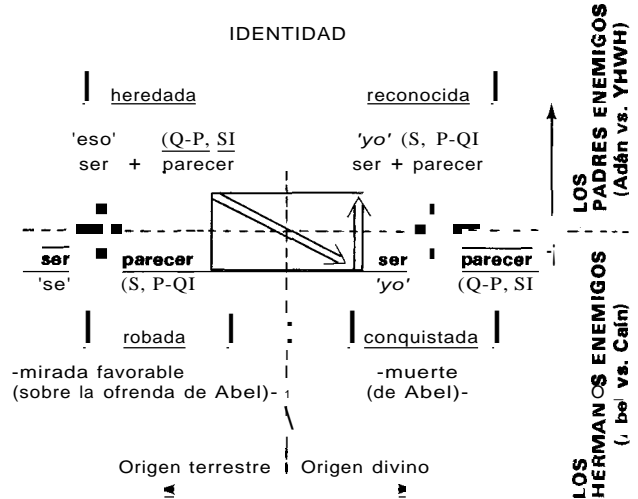 IDENTIDAD
heredada
reconocida
'eso' (Q-P, SI
'yo' (S, P-QI
ser + parecer
ser + parecer
ser parecer
ser parecer
'se' (S, P-QI
'yo' (Q-P, SI
robada
conquistada
-mirada favorable
(sobre la ofrenda de Abel)-
-muerte
(de Abel)-
Origen terrestre
Origen divino
LOS
PADRES ENEMIGOS
(Adán vs. YHWH)
LOS
HERMANOS ENEMIGOS
vs. Caín)